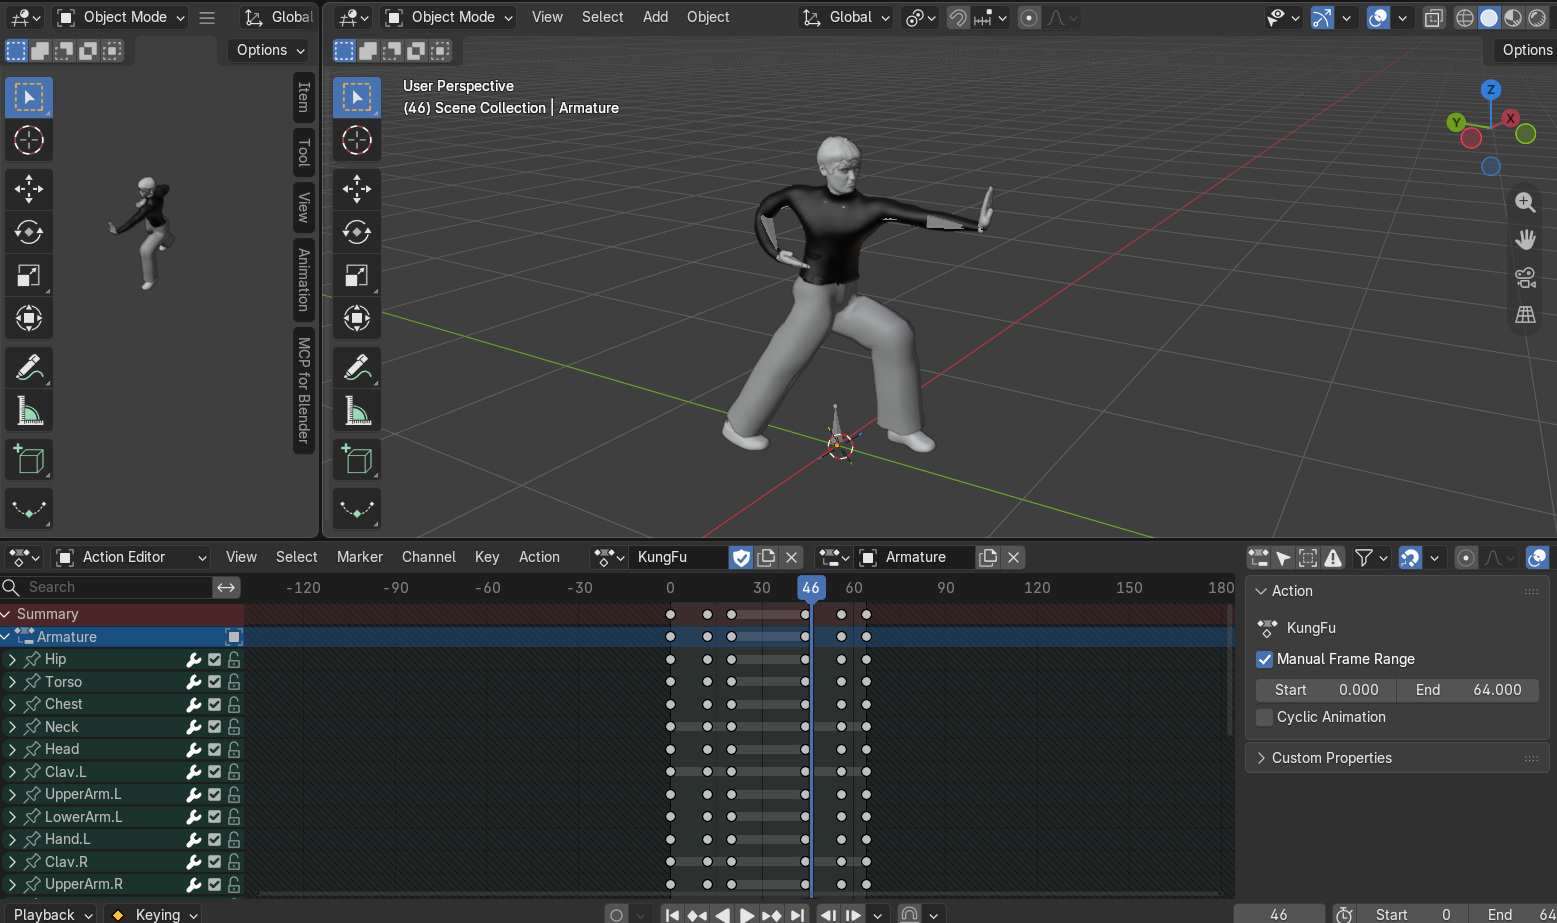 Object Mode
Global
Object Mode
View
Select
Add
Object
Global
Options
Options
Item
Tool
View
Animation
MCP for Blender
User Perspective
(46) Scene Collection | Armature
Z
Y
X
Action Editor
View
Select
Marker
Channel
Key
Action
KungFu
Armature
Search
-120
-90
-60
-30
0
30
46
60
90
120
150
180
Summary
Armature
Hip
Torso
Chest
Neck
Head
Clav.L
UpperArm.L
LowerArm.L
Hand.L
Clav.R
UpperArm.R
Action
KungFu
Manual Frame Range
Start 0.000 End 64.000
Cyclic Animation
Custom Properties
Playback
Keying
46
Start 0
End 64